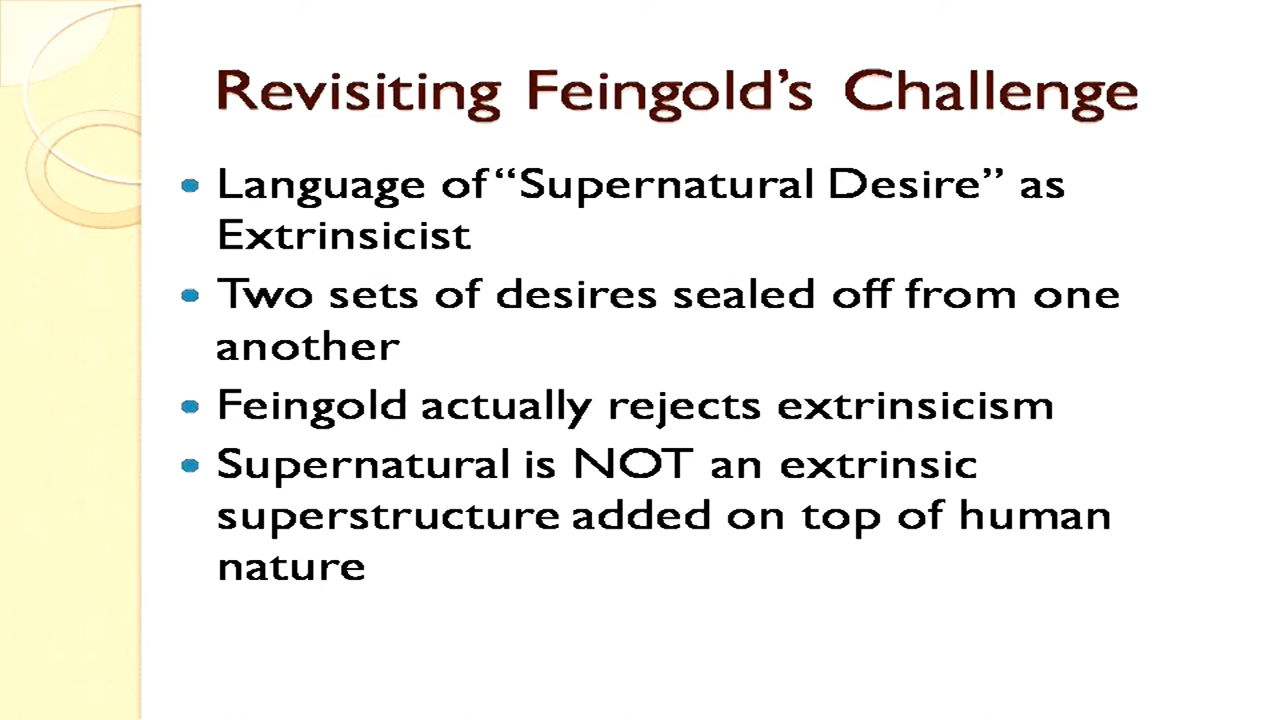 Revisiting Feingold's Challenge
• Language of “Supernatural Desire” as
Extrinsicist
• Two sets of desires sealed off from one
another
• Feingold actually rejects extrinsicism
• Supernatural is NOT an extrinsic
superstructure added on top of human
nature